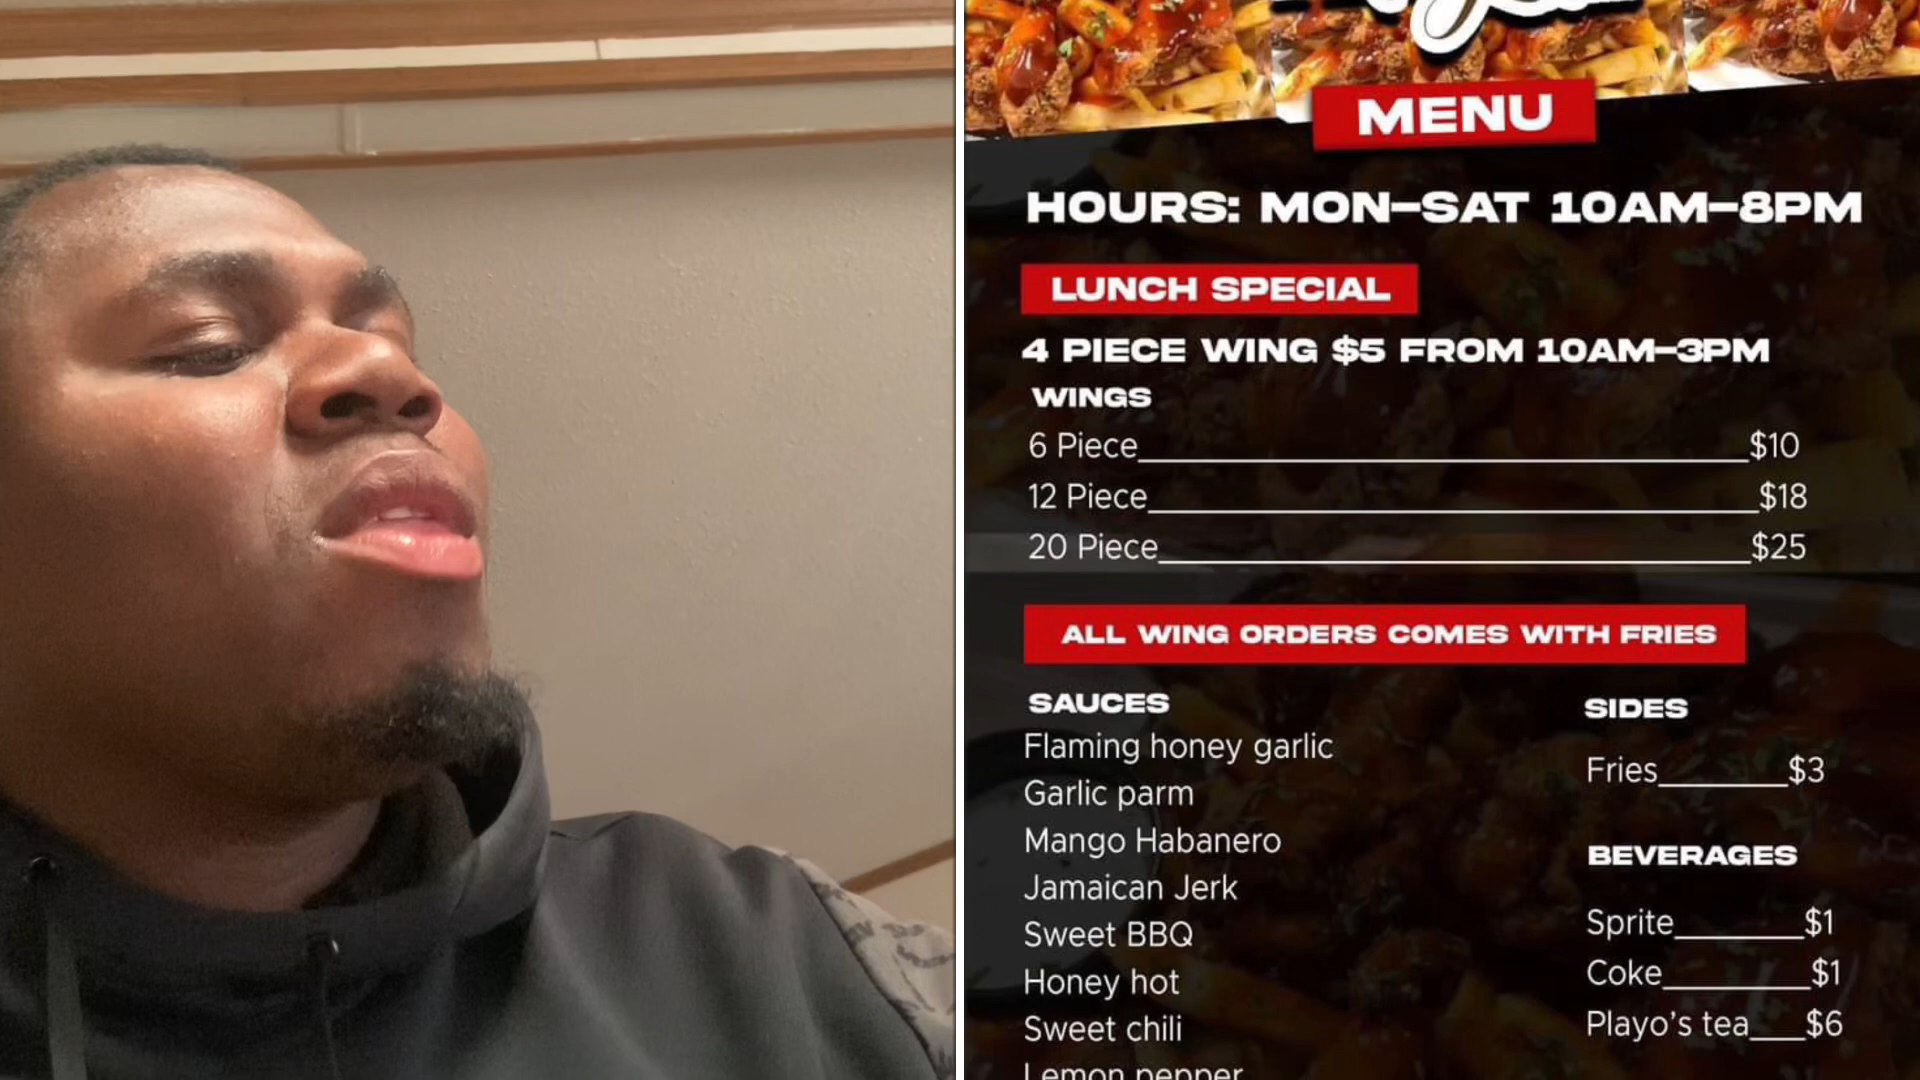 MENU
HOURS: MON-SAT 10AM-8PM
LUNCH SPECIAL
4 PIECE WING $5 FROM 10AM-3PM
WINGS
6 Piece $10
12 Piece $18
20 Piece $25
ALL WING ORDERS COMES WITH FRIES
SAUCES
Flaming honey garlic
Garlic parm
Mango Habanero
Jamaican Jerk
Sweet BBQ
Honey hot
Sweet chili
Lemon pepper
SIDES
Fries $3
BEVERAGES
Sprite $1
Coke $1
Playo's tea $6